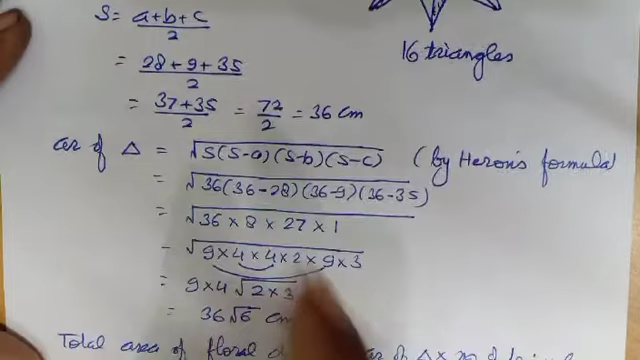 S = a+b+c / 2
16 triangles
= 28+9+35 / 2
= 37+35 / 2 = 72 / 2 = 36 cm
ar of Δ = √S(S-a)(S-b)(S-c) (by Heron's formula)
= √36(36-28)(36-9)(36-35)
= √36 × 8 × 27 × 1
= √9×4×4×2×9×3
= 9×4 √2×3
= 36√6 cm
Total area of floral